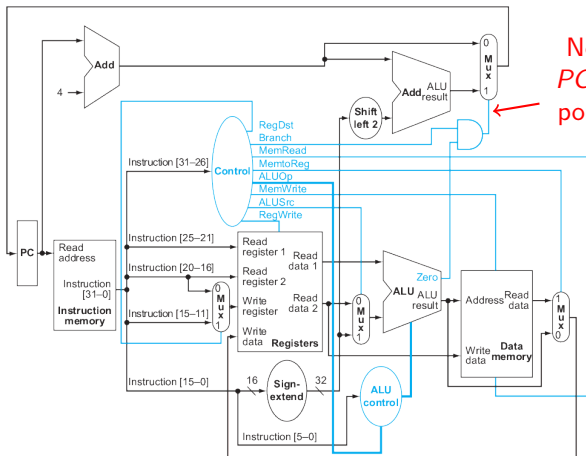 0
M
u
x
1
Add
4
Add
ALU
result
Shift
left 2
RegDst
Branch
MemRead
MemtoReg
ALUOp
MemWrite
ALUSrc
RegWrite
Control
Instruction [31–26]
Instruction [25–21]
Instruction [20–16]
Instruction [15–11]
Instruction [15–0]
Instruction [5–0]
PC
Read
address
Instruction
[31–0]
Instruction
memory
0
M
u
x
1
Read
register 1
Read
register 2
Write
register
Write
data
Read
data 1
Read
data 2
Registers
0
M
u
x
1
Zero
ALU
ALU
result
Address
Read
data
Write
data
Data
memory
1
M
u
x
0
16
Sign-
extend
32
ALU
control
PC